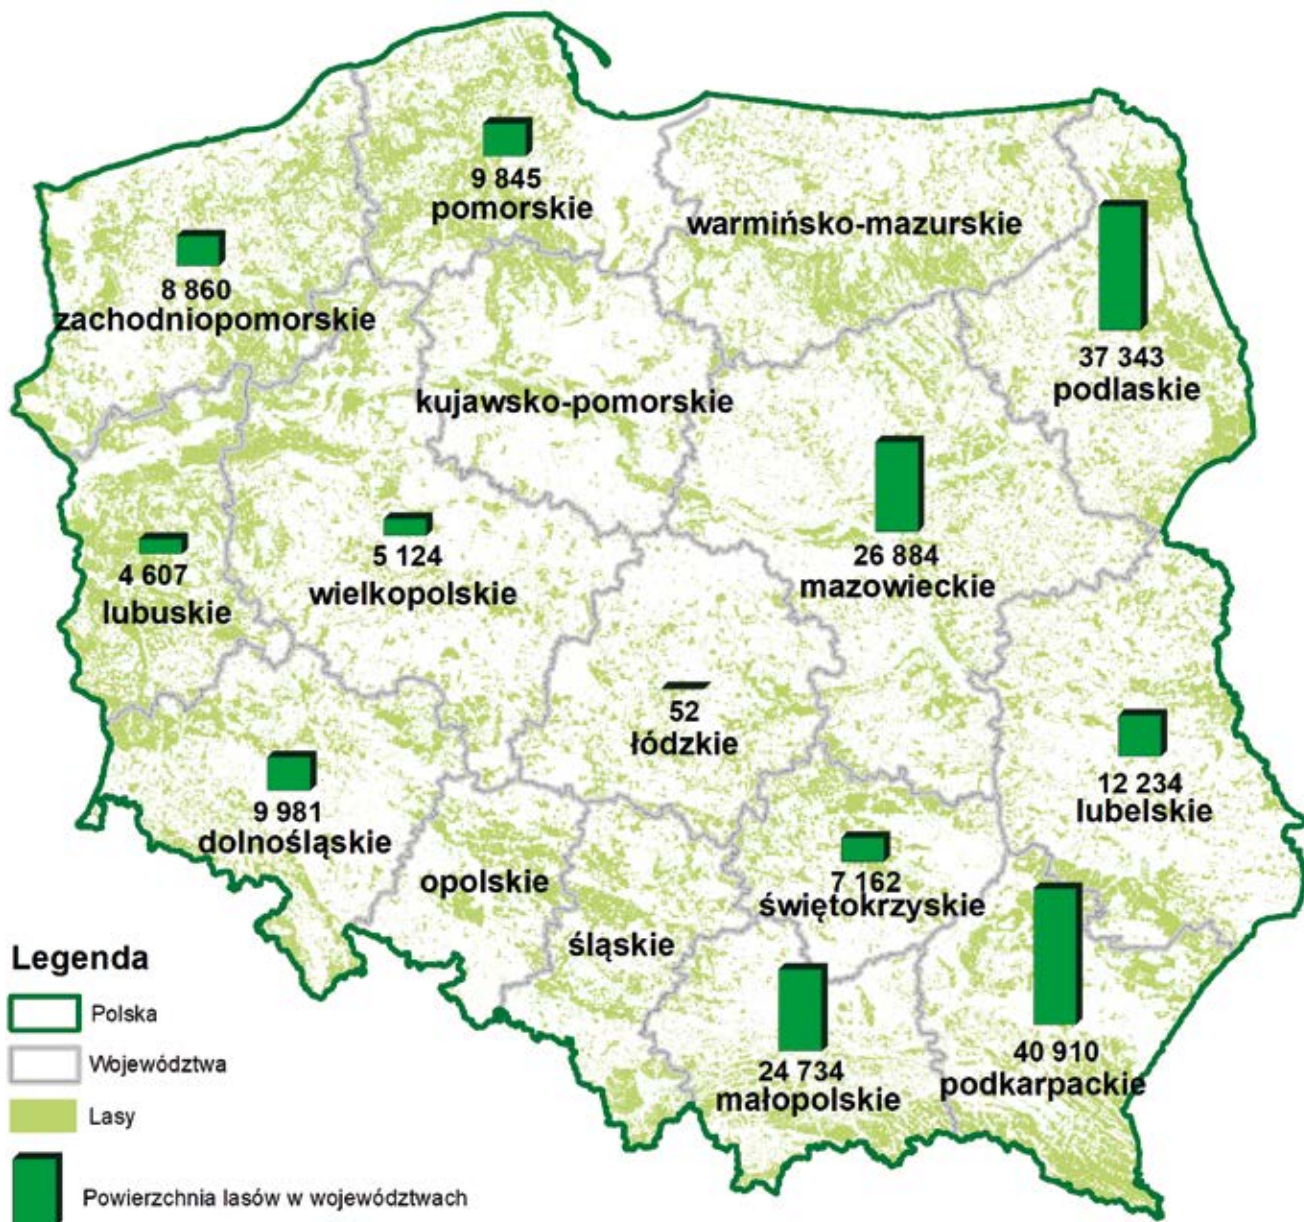 9 845
pomorskie
warmińsko-mazurskie
8 860
zachodniopomorskie
37 343
podlaskie
kujawsko-pomorskie
5 124
wielkopolskie
26 884
mazowieckie
4 607
lubuskie
52
łódzkie
12 234
lubelskie
9 981
dolnośląskie
opolskie
7 162
świętokrzyskie
śląskie
24 734
małopolskie
40 910
podkarpackie
Legenda
Polska
Województwa
Lasy
Powierzchnia lasów w województwach